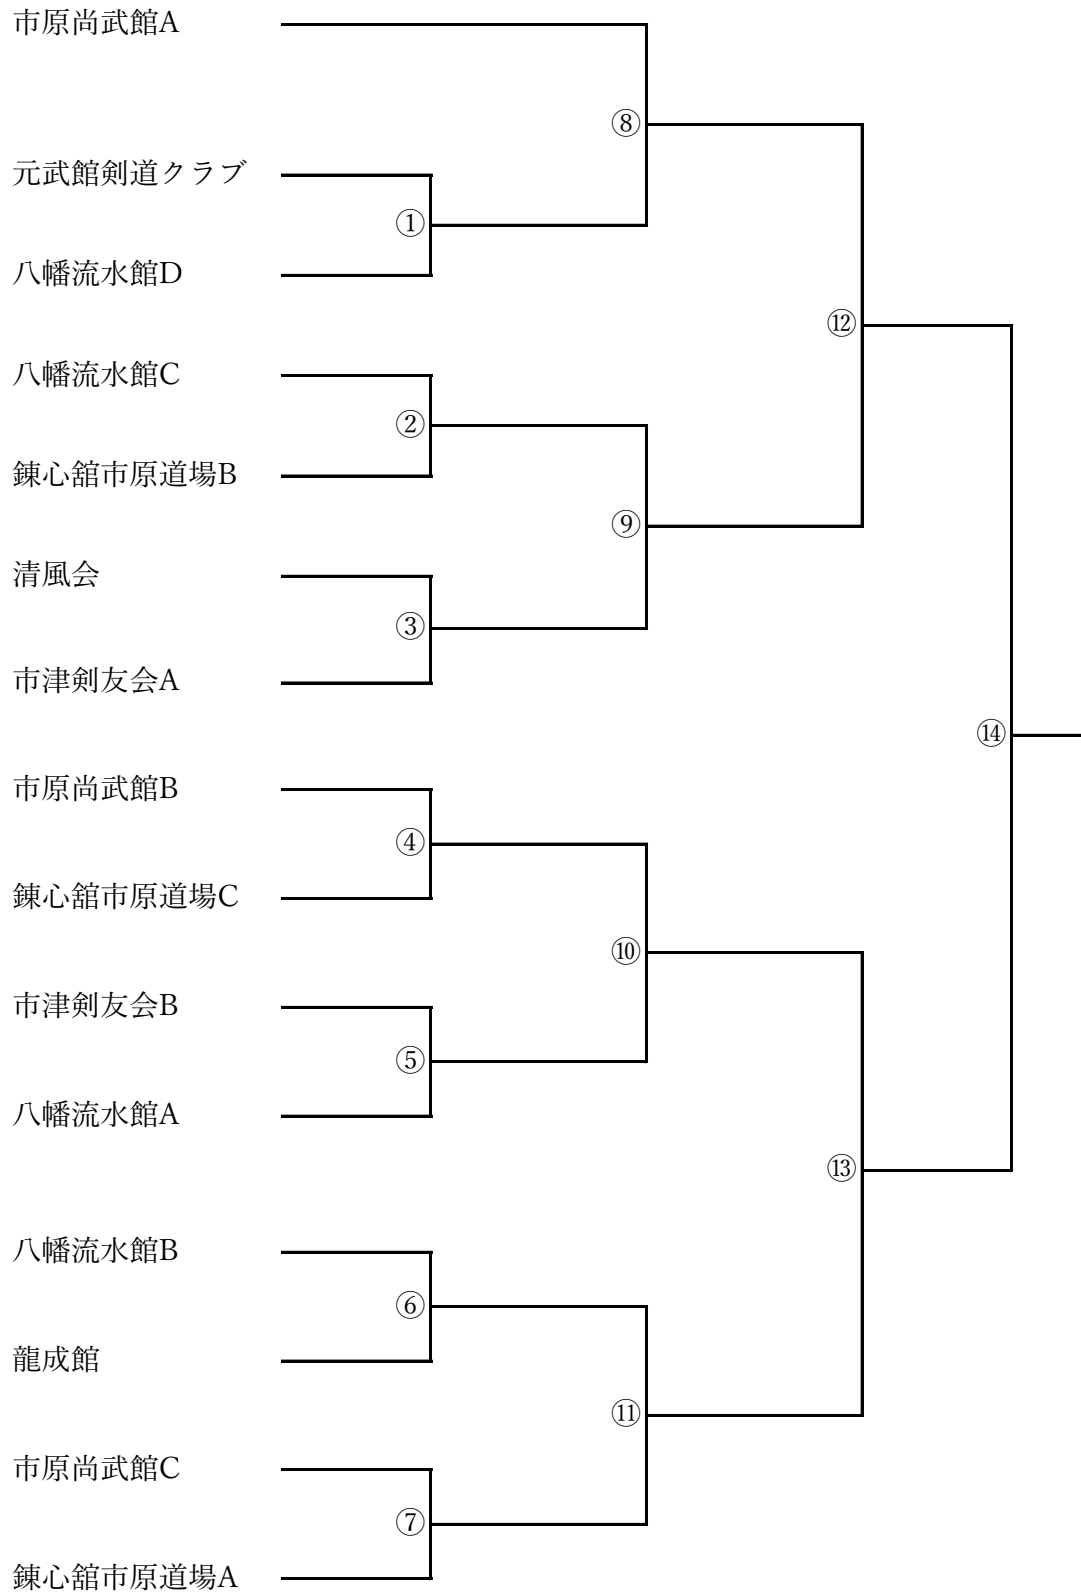 市原尚武館A
⑧
元武館剣道クラブ
①
八幡流水館D
⑫
八幡流水館C
②
錬心舘市原道場B
⑨
清風会
③
市津剣友会A
⑭
市原尚武館B
④
錬心舘市原道場C
⑩
市津剣友会B
⑤
八幡流水館A
⑬
八幡流水館B
⑥
龍成館
⑪
市原尚武館C
⑦
錬心舘市原道場A